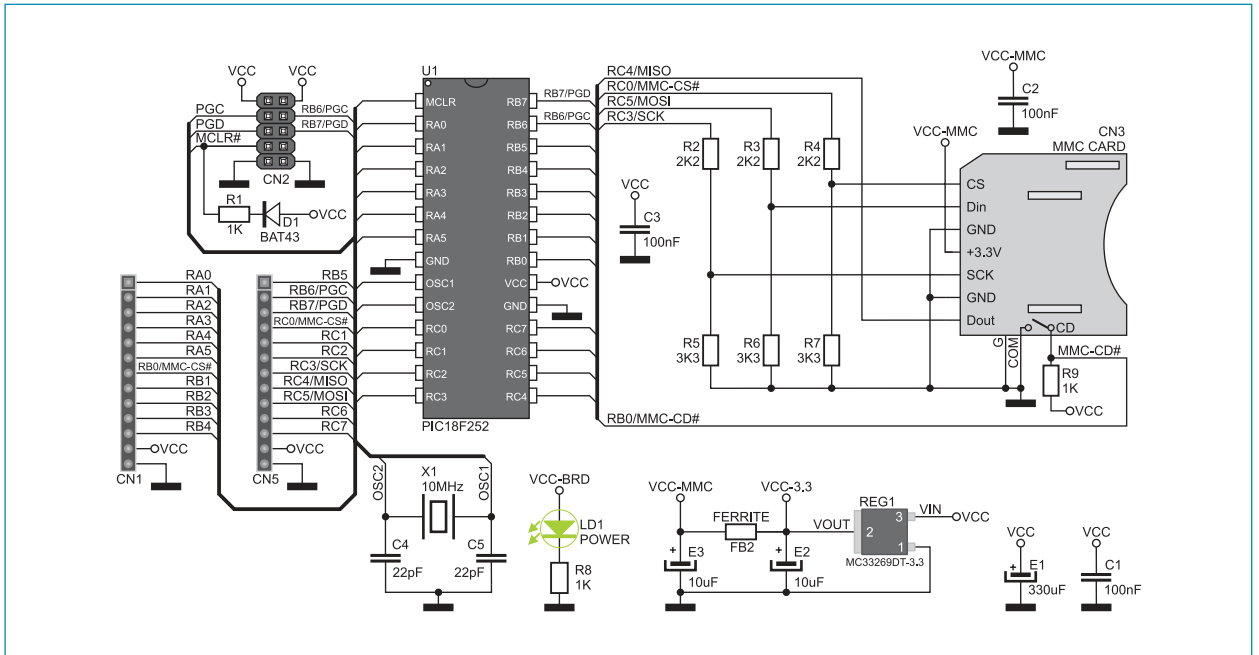 VCC VCC
PGC RB6/PGC
PGD RB7/PGD
MCLR#
CN2
R1
1K
D1
BAT43
VCC
U1
MCLR RB7
RA0 RB6
RA1 RB5
RA2 RB4
RA3 RB3
RA4 RB2
RA5 RB1
GND RB0
OSC1 VCC
OSC2 GND
RC0 RC7
RC1 RC6
RC2 RC5
RC3 RC4
PIC18F252
RB7/PGD
RB6/PGC
VCC
RC4/MISO
RC0/MMC-CS#
RC5/MOSI
RC3/SCK
R2
2K2
R3
2K2
R4
2K2
VCC
C3
100nF
R5
3K3
R6
3K3
R7
3K3
RB0/MMC-CD#
VCC-MMC
C2
100nF
VCC-MMC
CN3
MMC CARD
CS
Din
GND
+3.3V
SCK
GND
Dout
CD
G
COM
MMC-CD#
R9
1K
VCC
RA0
RA1
RA2
RA3
RA4
RA5
RB0/MMC-CS#
RB1
RB2
RB3
RB4
VCC
CN1
RB5
RB6/PGC
RB7/PGD
RC0/MMC-CS#
RC1
RC2
RC3/SCK
RC4/MISO
RC5/MOSI
RC6
RC7
VCC
CN5
OSC2
X1
10MHz
OSC1
C4
22pF
C5
22pF
VCC-BRD
LD1
POWER
R8
1K
VCC-MMC
VCC-3.3
FERRITE
FB2
E3
10uF
E2
10uF
REG1
VOUT
2
3
1
VIN
VCC
MC33269DT-3.3
VCC
E1
330uF
VCC
C1
100nF
+
+
+